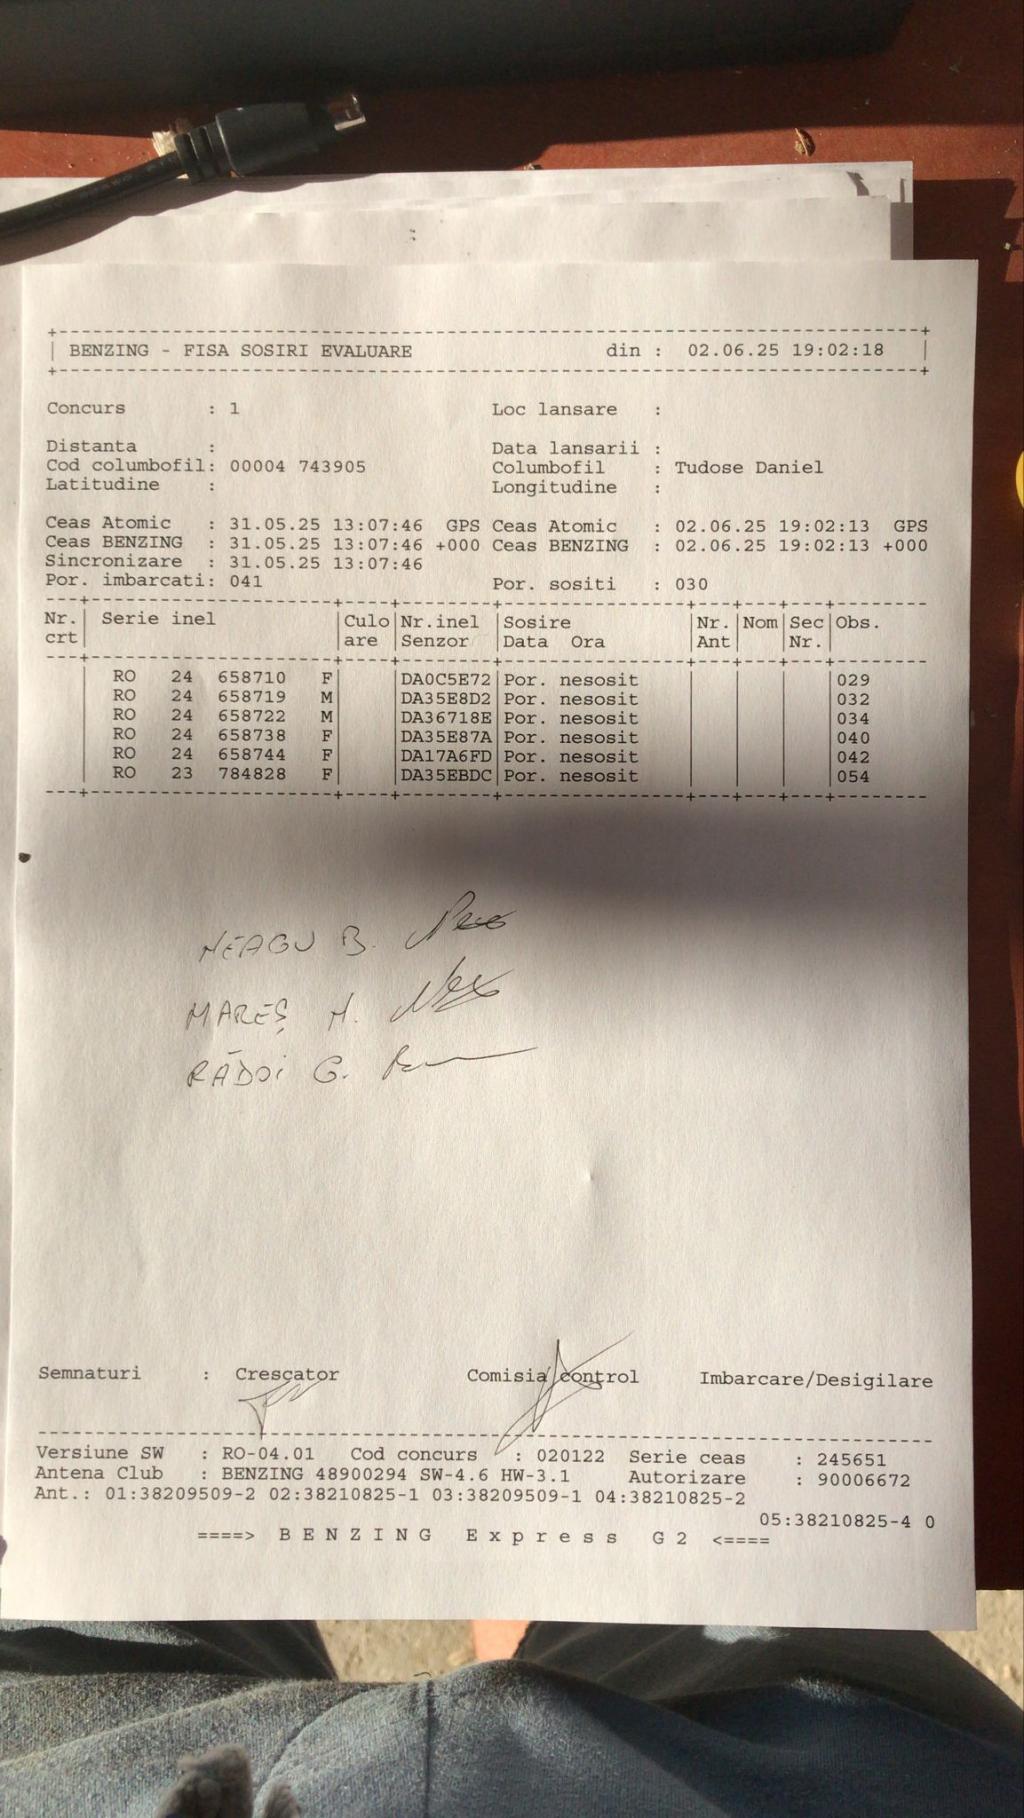 BENZING - FISA SOSIRI EVALUARE din : 02.06.25 19:02:18
Concurs : 1 Loc lansare :
Distanta : Data lansarii :
Cod columbofil: 00004 743905 Columbofil : Tudose Daniel
Latitudine : Longitudine :
Ceas Atomic : 31.05.25 13:07:46 GPS Ceas Atomic : 02.06.25 19:02:13 GPS
Ceas BENZING : 31.05.25 13:07:46 +000 Ceas BENZING : 02.06.25 19:02:13 +000
Sincronizare : 31.05.25 13:07:46
Por. imbarcati: 041 Por. sositi : 030
Nr. Serie inel Culo Nr.inel Sosire Nr. Nom Sec Obs.
crt are Senzor Data Ora Ant Nr.
RO 24 658710 F DA0C5E72 Por. nesosit 029
RO 24 658719 M DA35E8D2 Por. nesosit 032
RO 24 658722 M DA36718E Por. nesosit 034
RO 24 658738 F DA35E87A Por. nesosit 040
RO 24 658744 F DA17A6FD Por. nesosit 042
RO 23 784828 F DA35EBDC Por. nesosit 054
NEAGU B.
MAREȘ M.
RĂDOI G.
Semnaturi : Crescator Comisia control Imbarcare/Desigilare
Versiune SW : RO-04.01 Cod concurs : 020122 Serie ceas : 245651
Antena Club : BENZING 48900294 SW-4.6 HW-3.1 Autorizare : 90006672
Ant.: 01:38209509-2 02:38210825-1 03:38209509-1 04:38210825-2
05:38210825-4 0
====> B E N Z I N G E x p r e s s G 2 <====